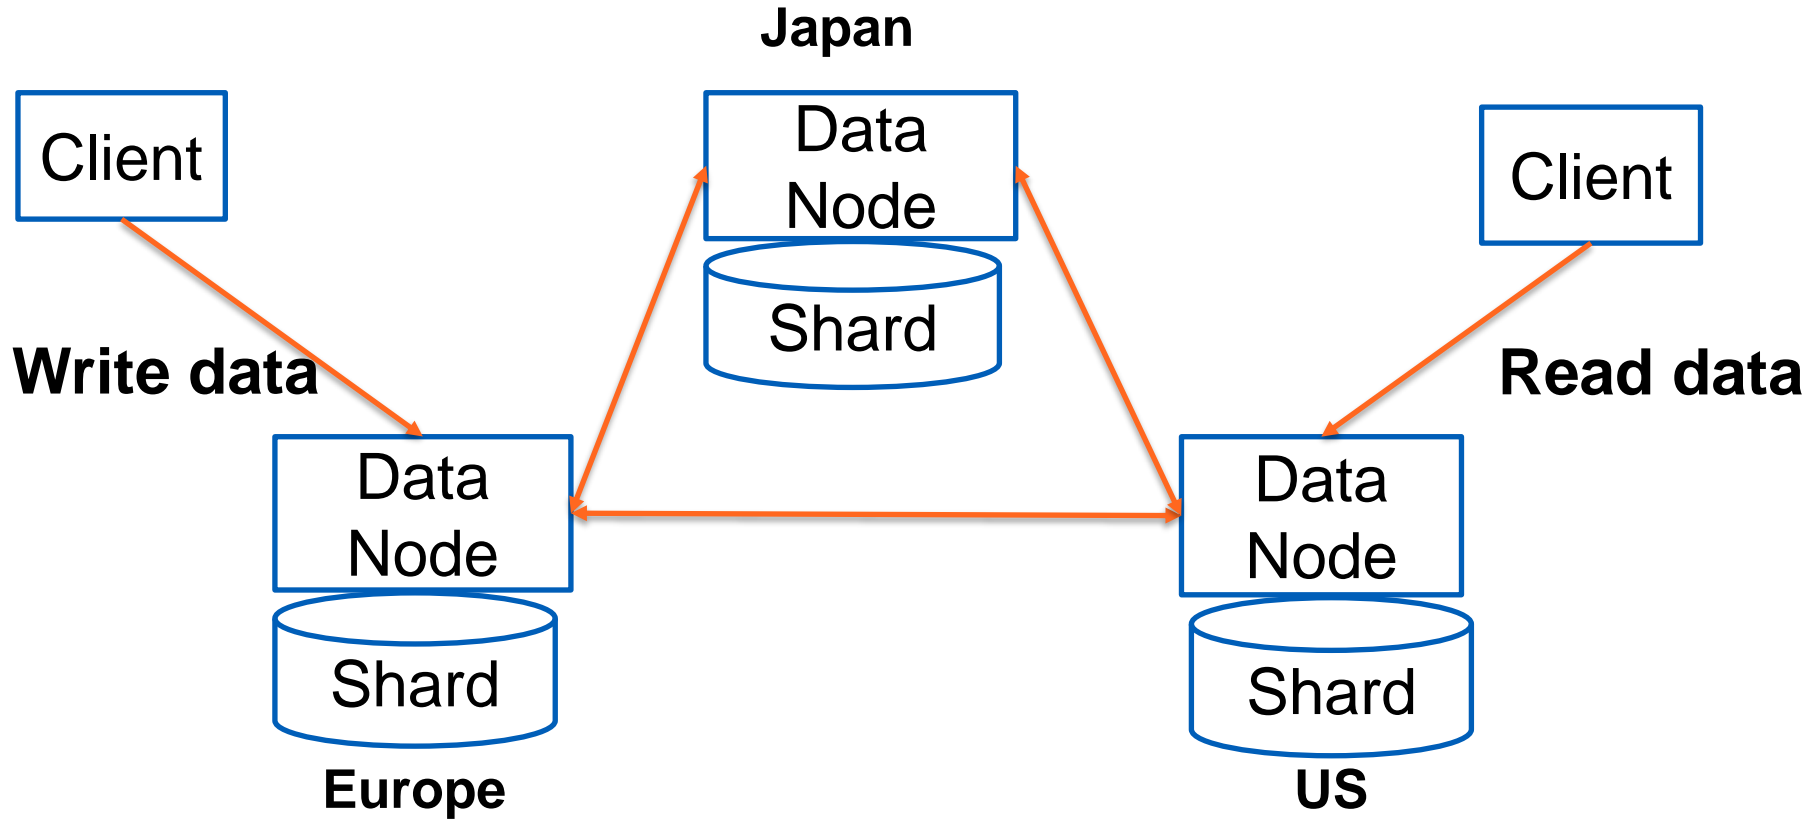 Japan
Client
Data
Node
Shard
Client
Write data
Read data
Data
Node
Shard
Europe
Data
Node
Shard
US